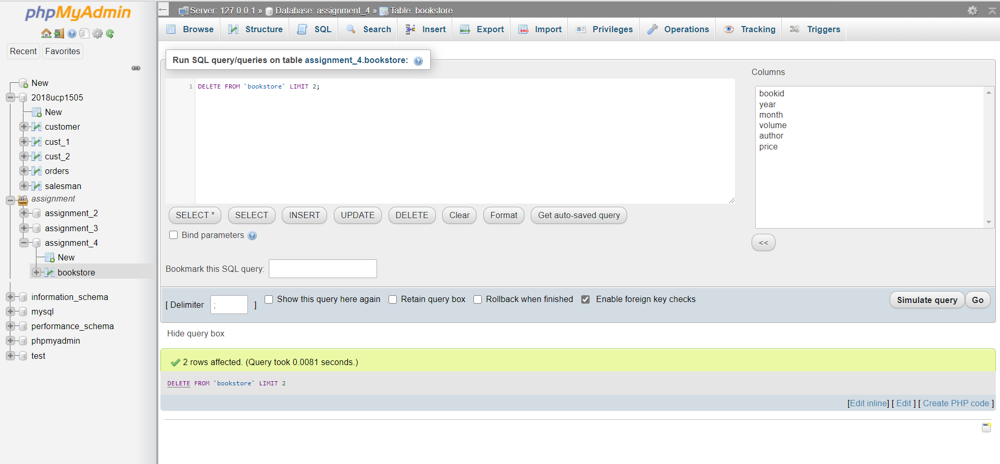 phpMyAdmin
Recent
Favorites
New
2018ucp1505
New
customer
cust_1
cust_2
orders
salesman
assignment
assignment_2
assignment_3
assignment_4
New
bookstore
information_schema
mysql
performance_schema
phpmyadmin
test
← Server: 127.0.0.1 » Database: assignment_4 » Table: bookstore
Browse Structure SQL Search Insert Export Import Privileges Operations Tracking Triggers
Run SQL query/queries on table assignment_4.bookstore:
1 DELETE FROM `bookstore` LIMIT 2;
Columns
bookid
year
month
volume
author
price
SELECT * SELECT INSERT UPDATE DELETE Clear Format Get auto-saved query
<<
Bind parameters
Bookmark this SQL query:
[ Delimiter ; ] Show this query here again Retain query box Rollback when finished Enable foreign key checks Simulate query Go
Hide query box
2 rows affected. (Query took 0.0081 seconds.)
DELETE FROM `bookstore` LIMIT 2
[Edit inline] [ Edit ] [ Create PHP code ]